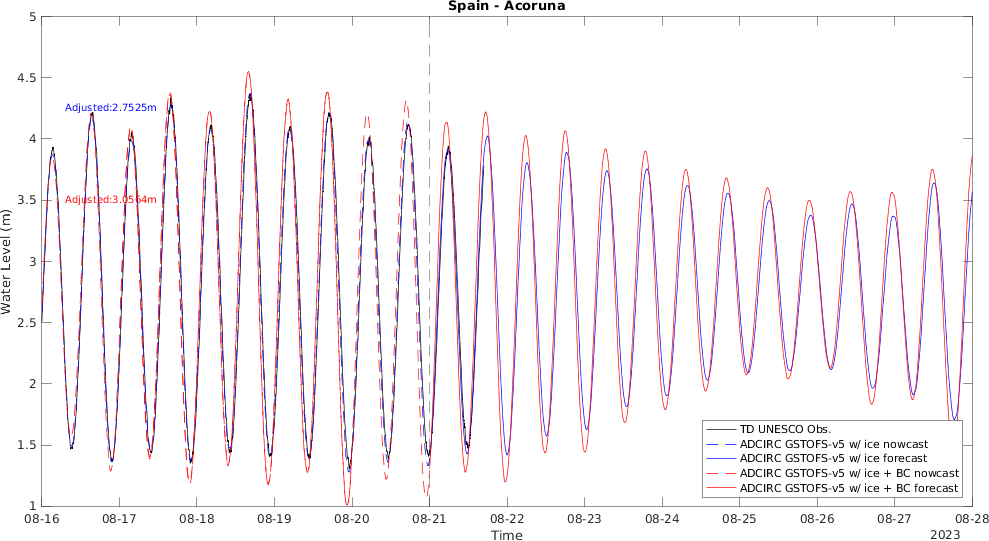 Spain - Acoruna
5
4.5
4
3.5
3
2.5
2
1.5
1
Water Level (m)
Adjusted:2.7525m
Adjusted:3.0564m
TD UNESCO Obs.
ADCIRC GSTOFS-v5 w/ ice nowcast
ADCIRC GSTOFS-v5 w/ ice forecast
ADCIRC GSTOFS-v5 w/ ice + BC nowcast
ADCIRC GSTOFS-v5 w/ ice + BC forecast
08-16 08-17 08-18 08-19 08-20 08-21 08-22 08-23 08-24 08-25 08-26 08-27 08-28
Time
2023